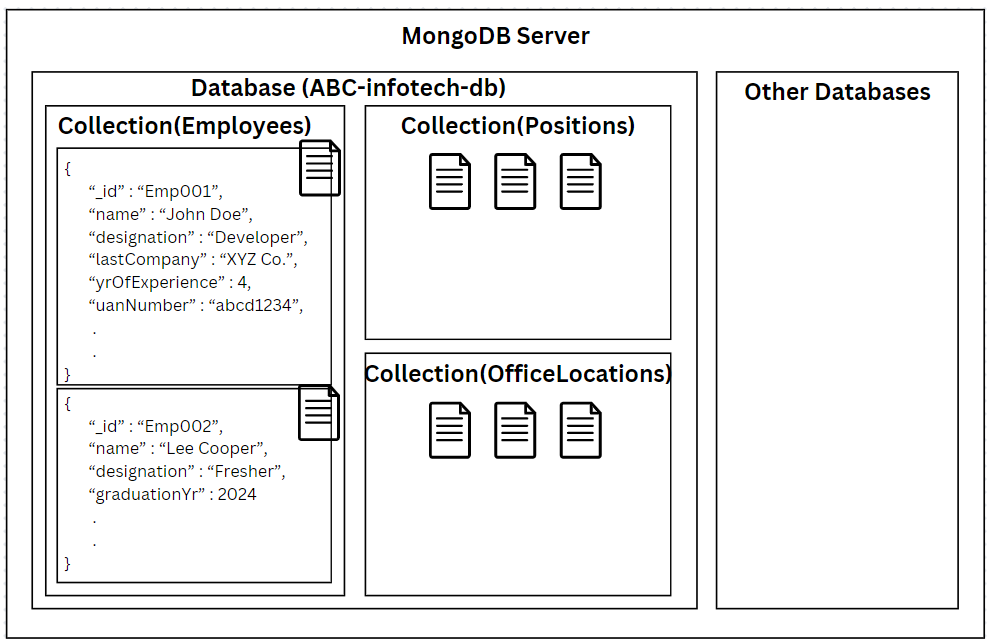 MongoDB Server
Database (ABC-infotech-db)
Collection(Employees)
{
“_id” : “Emp001”,
“name” : “John Doe”,
“designation” : “Developer”,
“lastCompany” : “XYZ Co.”,
“yrOfExperience” : 4,
“uanNumber” : “abcd1234”,
.
.
}
{
“_id” : “Emp002”,
“name” : “Lee Cooper”,
“designation” : “Fresher”,
“graduationYr” : 2024
.
.
}
Collection(Positions)
Collection(OfficeLocations)
Other Databases